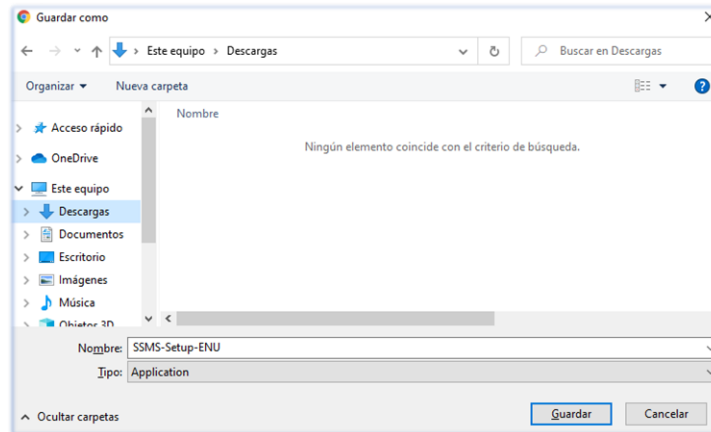 Guardar como
Este equipo > Descargas
Buscar en Descargas
Organizar
Nueva carpeta
?
Nombre
Acceso rápido
Ningún elemento coincide con el criterio de búsqueda.
OneDrive
Este equipo
Descargas
Documentos
Escritorio
Imágenes
Música
Objetos 3D
Nombre: SSMS-Setup-ENU
Tipo: Application
Ocultar carpetas
Guardar
Cancelar